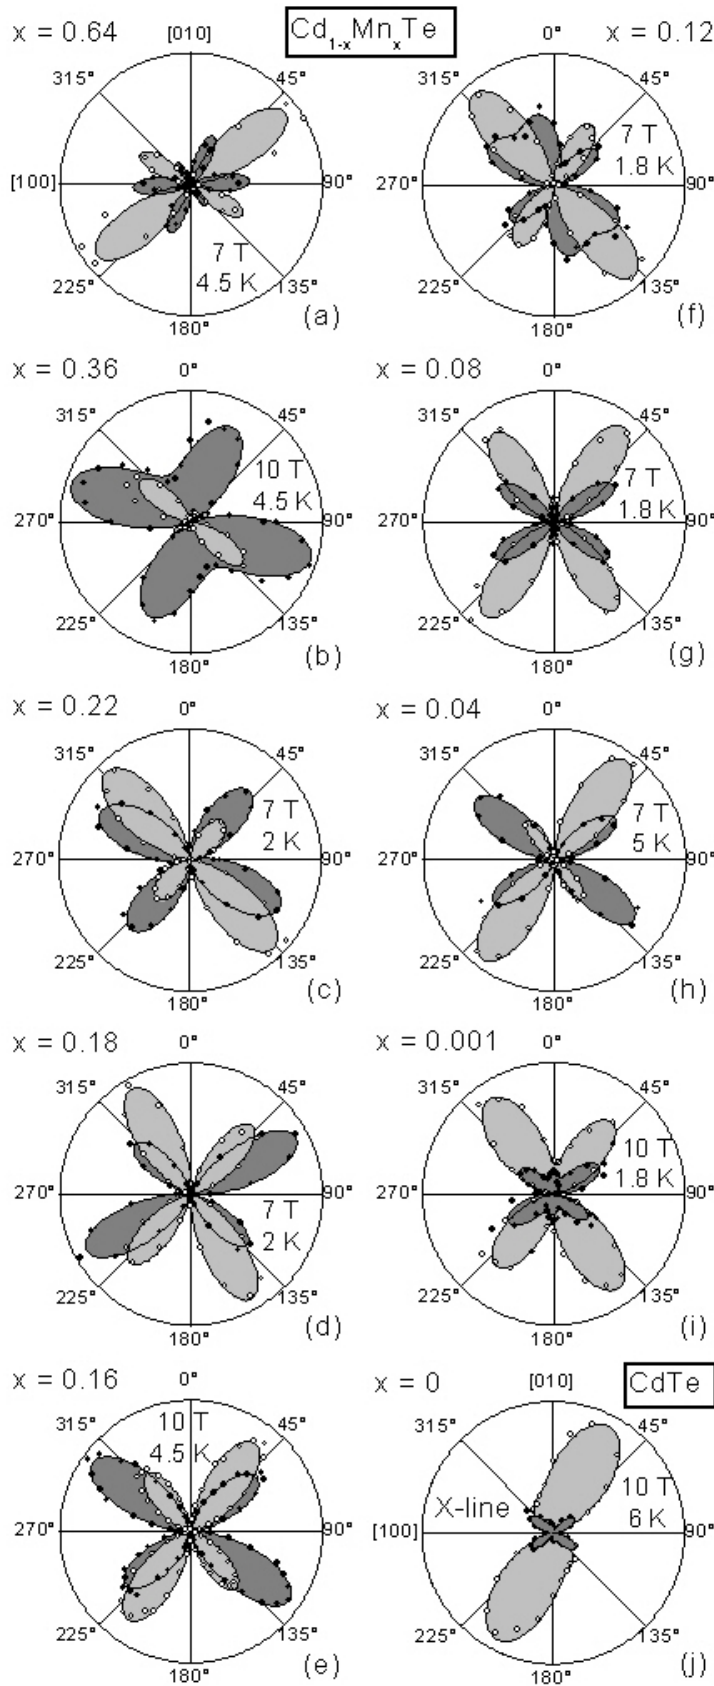 x = 0.64
[010]
Cd1-xMnxTe
0°
x = 0.12
315°
45°
[100]
90°
7 T
4.5 K
225°
135°
180°
(a)
315°
45°
7 T
1.8 K
270°
90°
225°
135°
180°
(f)
x = 0.36
0°
315°
45°
10 T
4.5 K
270°
90°
225°
135°
180°
(b)
x = 0.08
0°
315°
45°
7 T
1.8 K
270°
90°
225°
135°
180°
(g)
x = 0.22
0°
315°
45°
7 T
2 K
270°
90°
225°
135°
180°
(c)
x = 0.04
0°
315°
45°
7 T
5 K
270°
90°
225°
135°
180°
(h)
x = 0.18
0°
315°
45°
270°
90°
7 T
2 K
225°
135°
180°
(d)
x = 0.001
0°
315°
45°
10 T
1.8 K
270°
90°
225°
135°
180°
(i)
x = 0.16
0°
315°
45°
10 T
4.5 K
270°
90°
225°
135°
180°
(e)
x = 0
[010]
CdTe
315°
45°
X-line
10 T
6 K
[100]
90°
225°
135°
180°
(j)